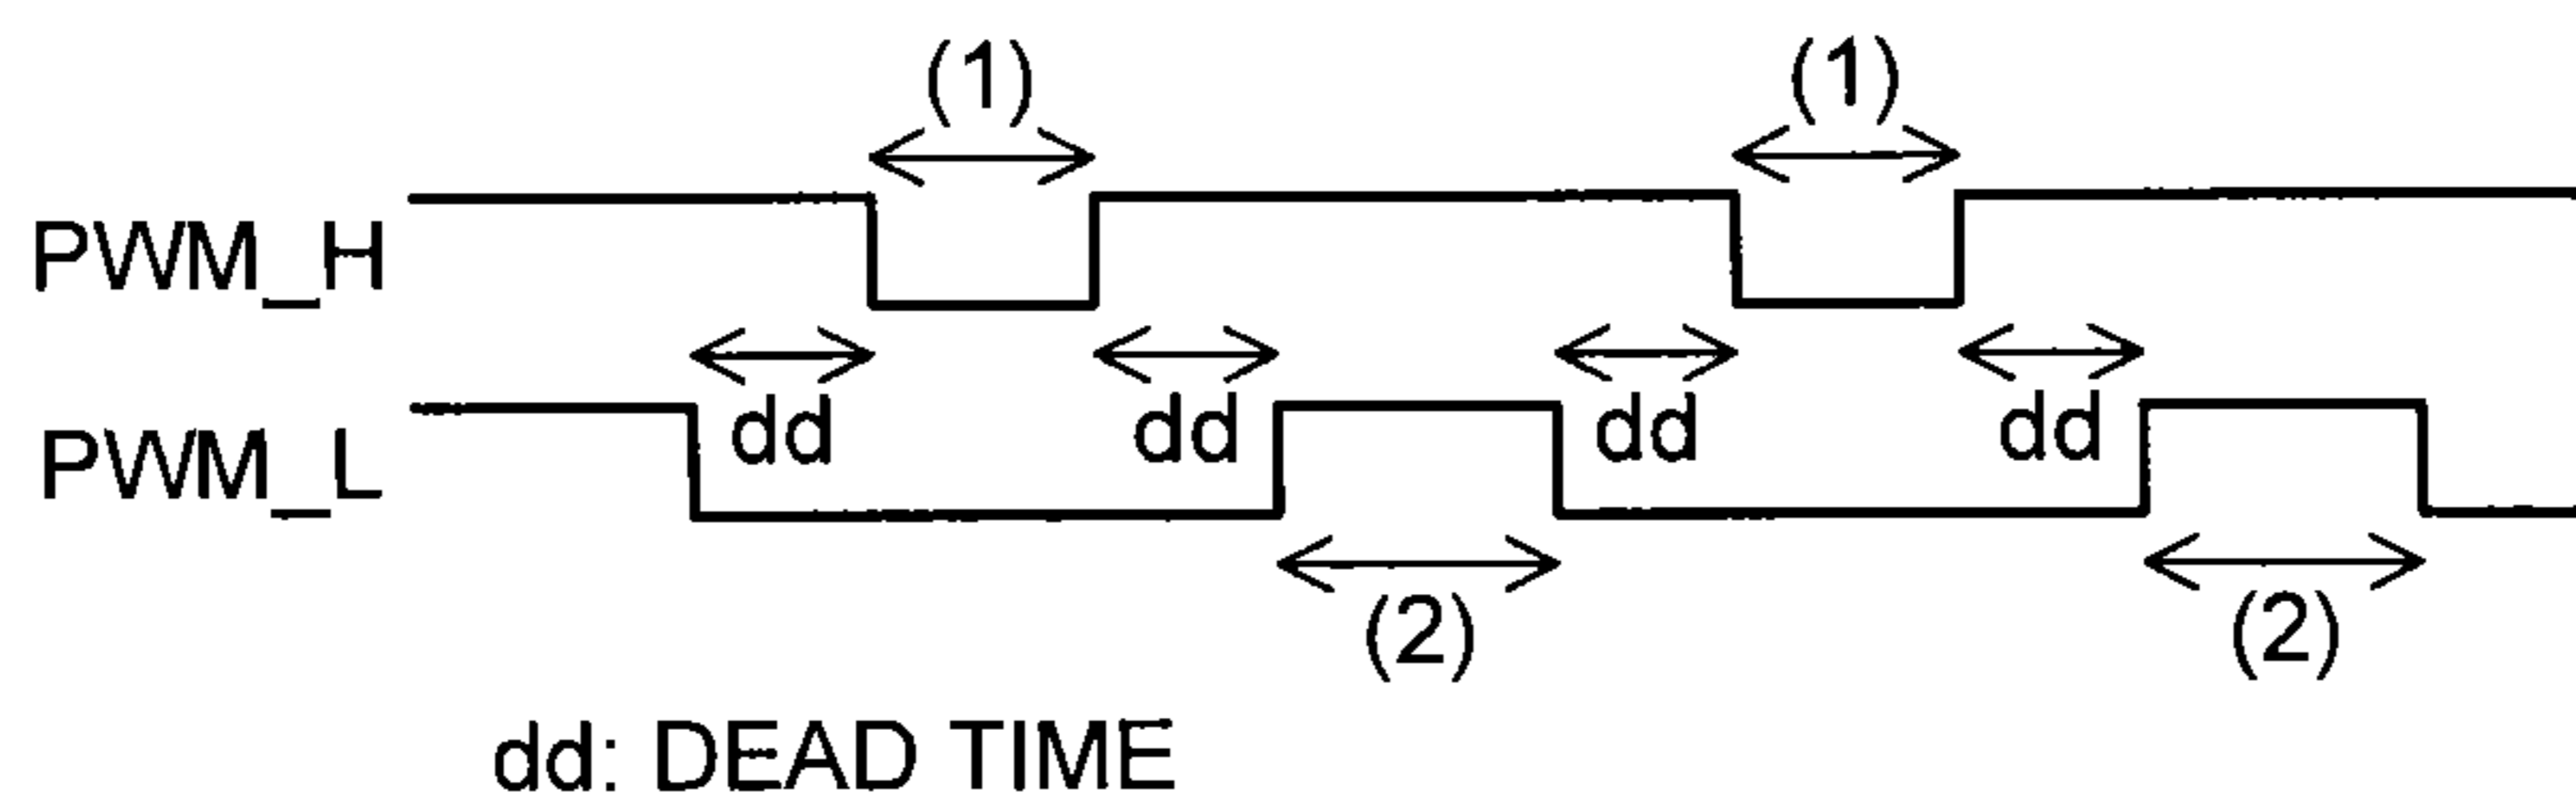 (1) (1)
PWM_H
dd dd dd dd
PWM_L
(2) (2)
dd: DEAD TIME